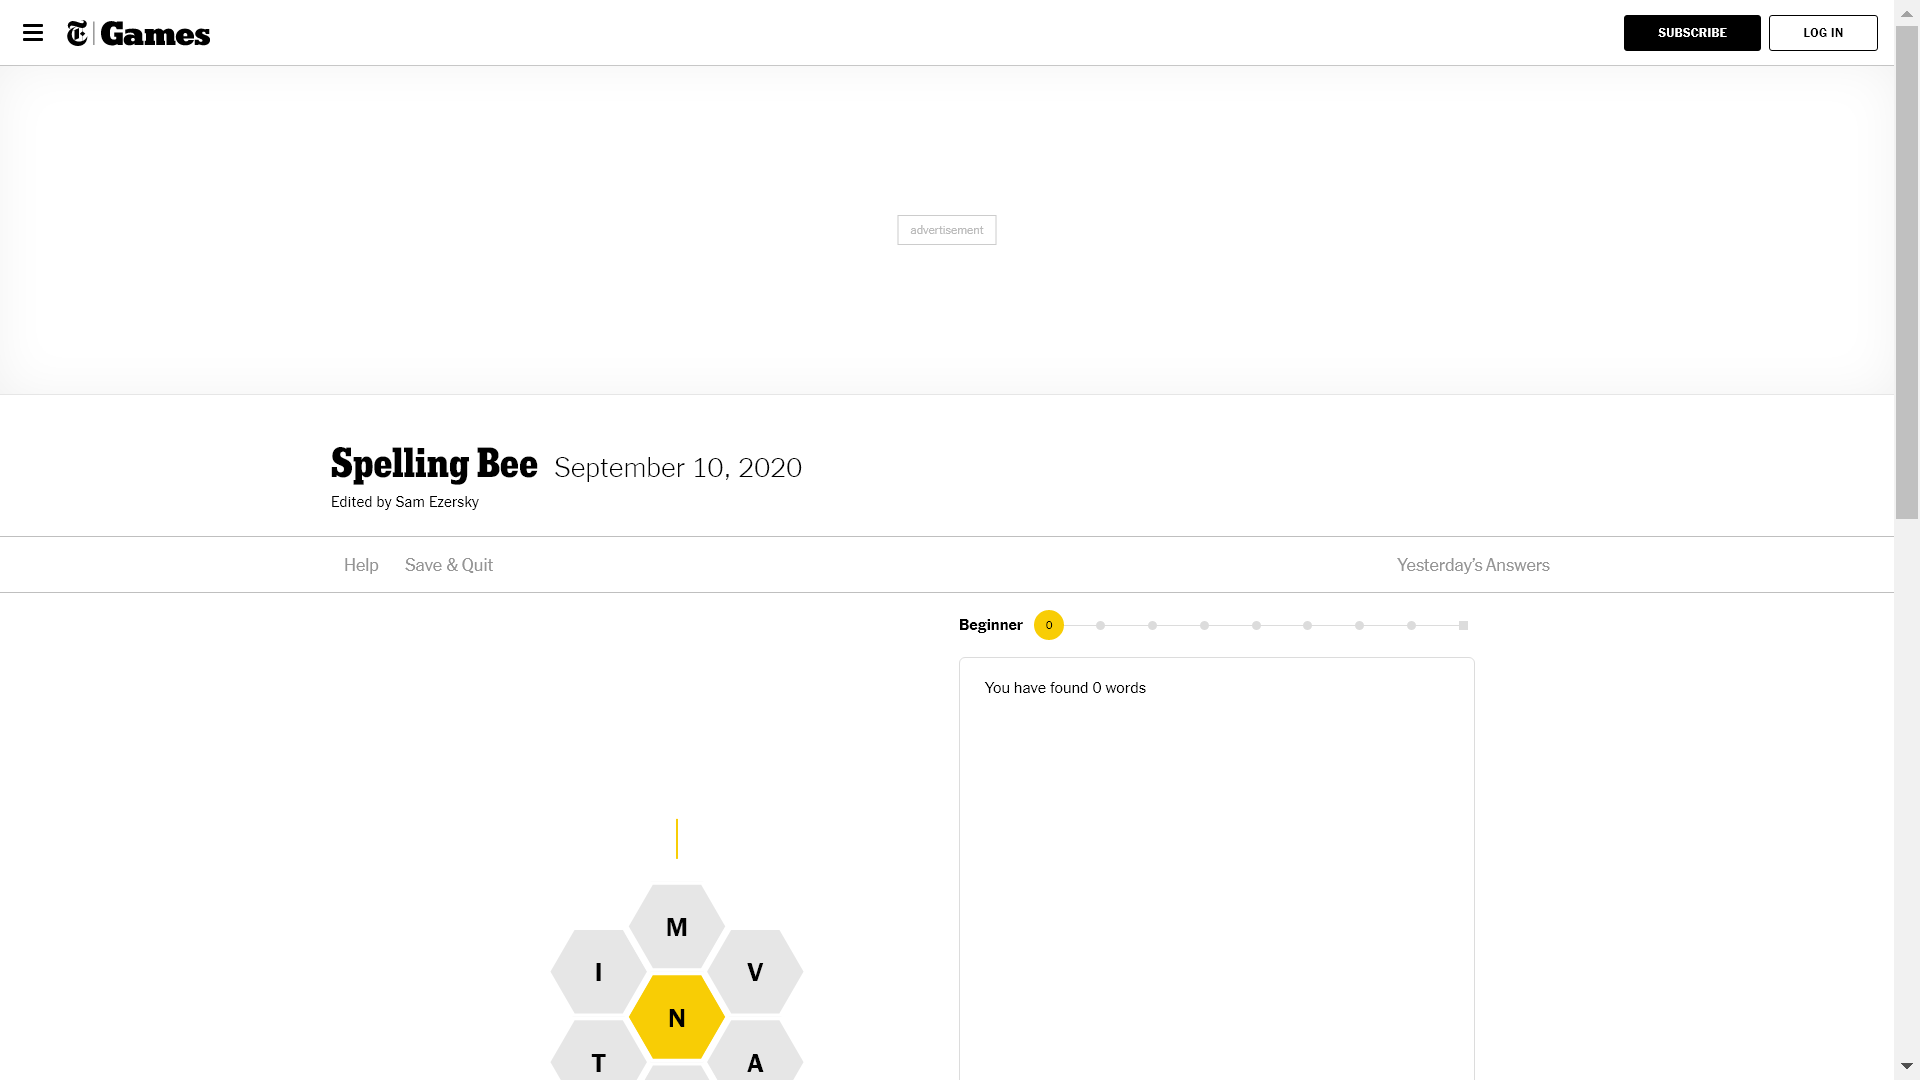 Games
SUBSCRIBE
LOG IN
advertisement
Spelling Bee September 10, 2020
Edited by Sam Ezersky
Help
Save & Quit
Yesterday’s Answers
Beginner
0
You have found 0 words
M
I
V
N
T
A